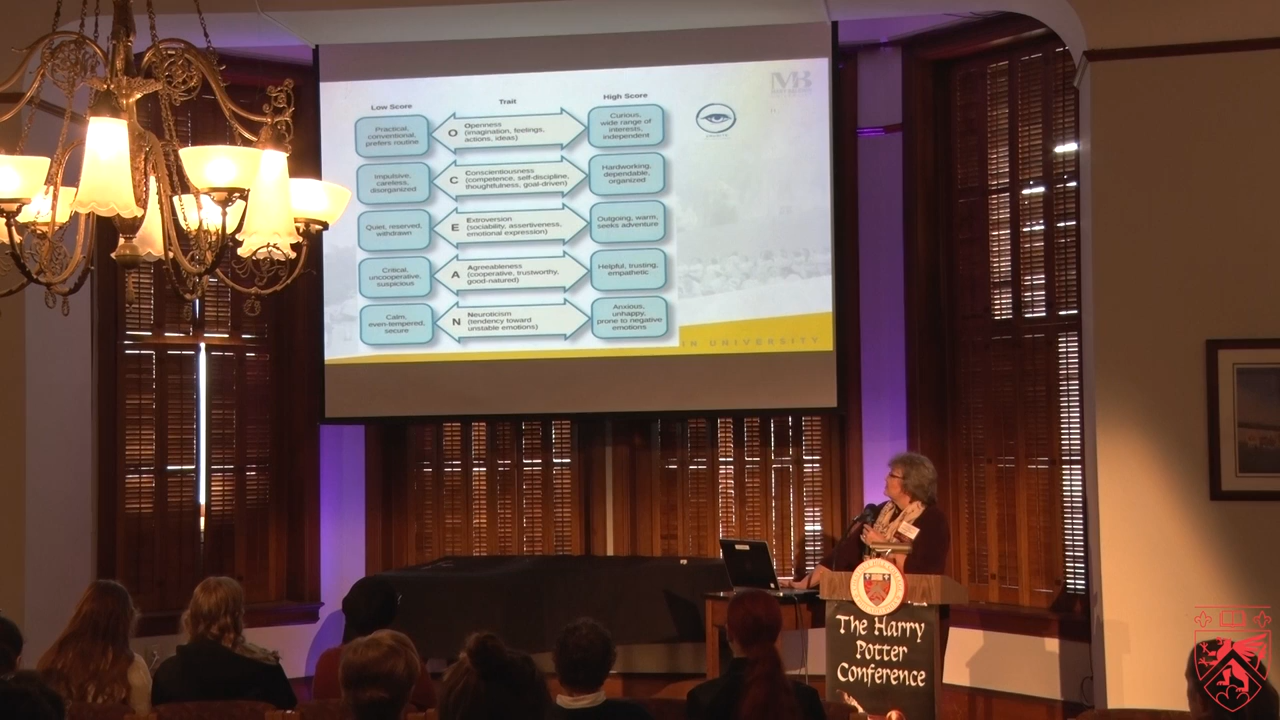 Low Score
Trait
High Score
Practical,
conventional,
prefers routine
O
Openness
(imagination, feelings,
actions, ideas)
Curious,
wide range of
interests,
independent
Impulsive,
careless,
disorganized
C
Conscientiousness
(competence, self-discipline,
thoughtfulness, goal-driven)
Hardworking,
dependable,
organized
Quiet, reserved,
withdrawn
E
Extroversion
(sociability, assertiveness,
emotional expression)
Outgoing, warm,
seeks adventure
Critical,
uncooperative,
suspicious
A
Agreeableness
(cooperative, trustworthy,
good-natured)
Helpful, trusting,
empathetic
Calm,
even-tempered,
secure
N
Neuroticism
(tendency toward
unstable emotions)
Anxious,
unhappy,
prone to negative
emotions
MB
IN UNIVERSITY
The Harry
Potter
Conference